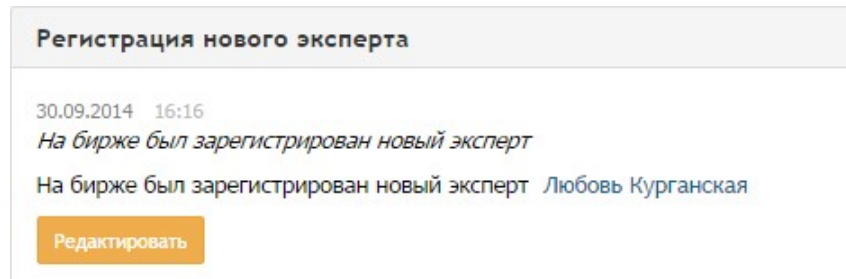 Регистрация нового эксперта
30.09.2014 16:16
На бирже был зарегистрирован новый эксперт
На бирже был зарегистрирован новый эксперт Любовь Курганская
Редактировать